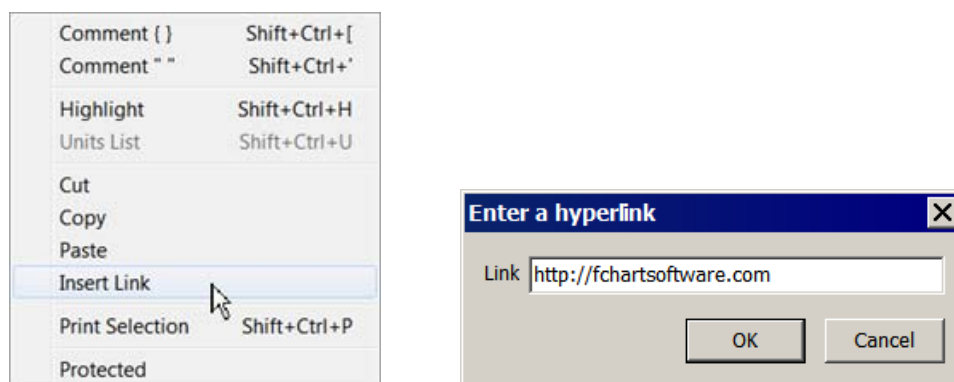 Comment { } Shift+Ctrl+[
Comment " " Shift+Ctrl+'
Highlight Shift+Ctrl+H
Units List Shift+Ctrl+U
Cut
Copy
Paste
Insert Link
Print Selection Shift+Ctrl+P
Protected
Enter a hyperlink
Link http://fchartsoftware.com
OK Cancel